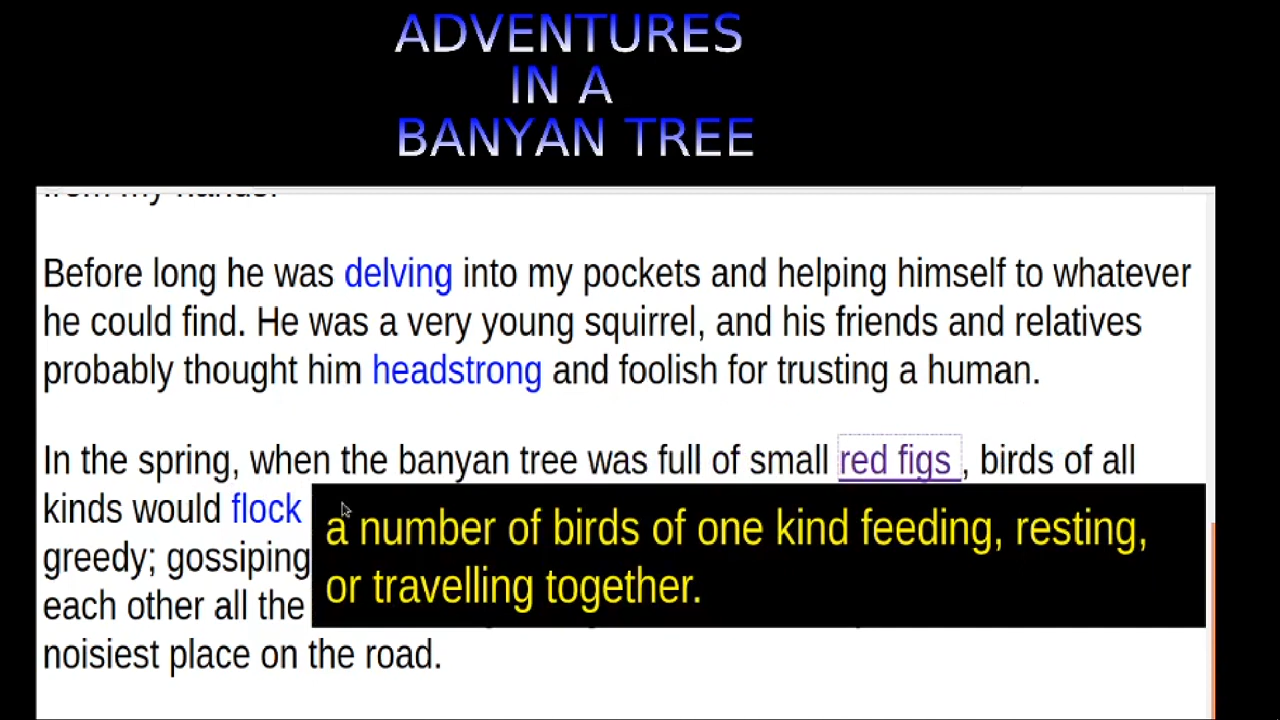 ADVENTURES
IN A
BANYAN TREE
from my hands.
Before long he was delving into my pockets and helping himself to whatever
he could find. He was a very young squirrel, and his friends and relatives
probably thought him headstrong and foolish for trusting a human.
In the spring, when the banyan tree was full of small red figs , birds of all
kinds would flock
a number of birds of one kind feeding, resting,
greedy; gossiping
or travelling together.
each other all the
noisiest place on the road.